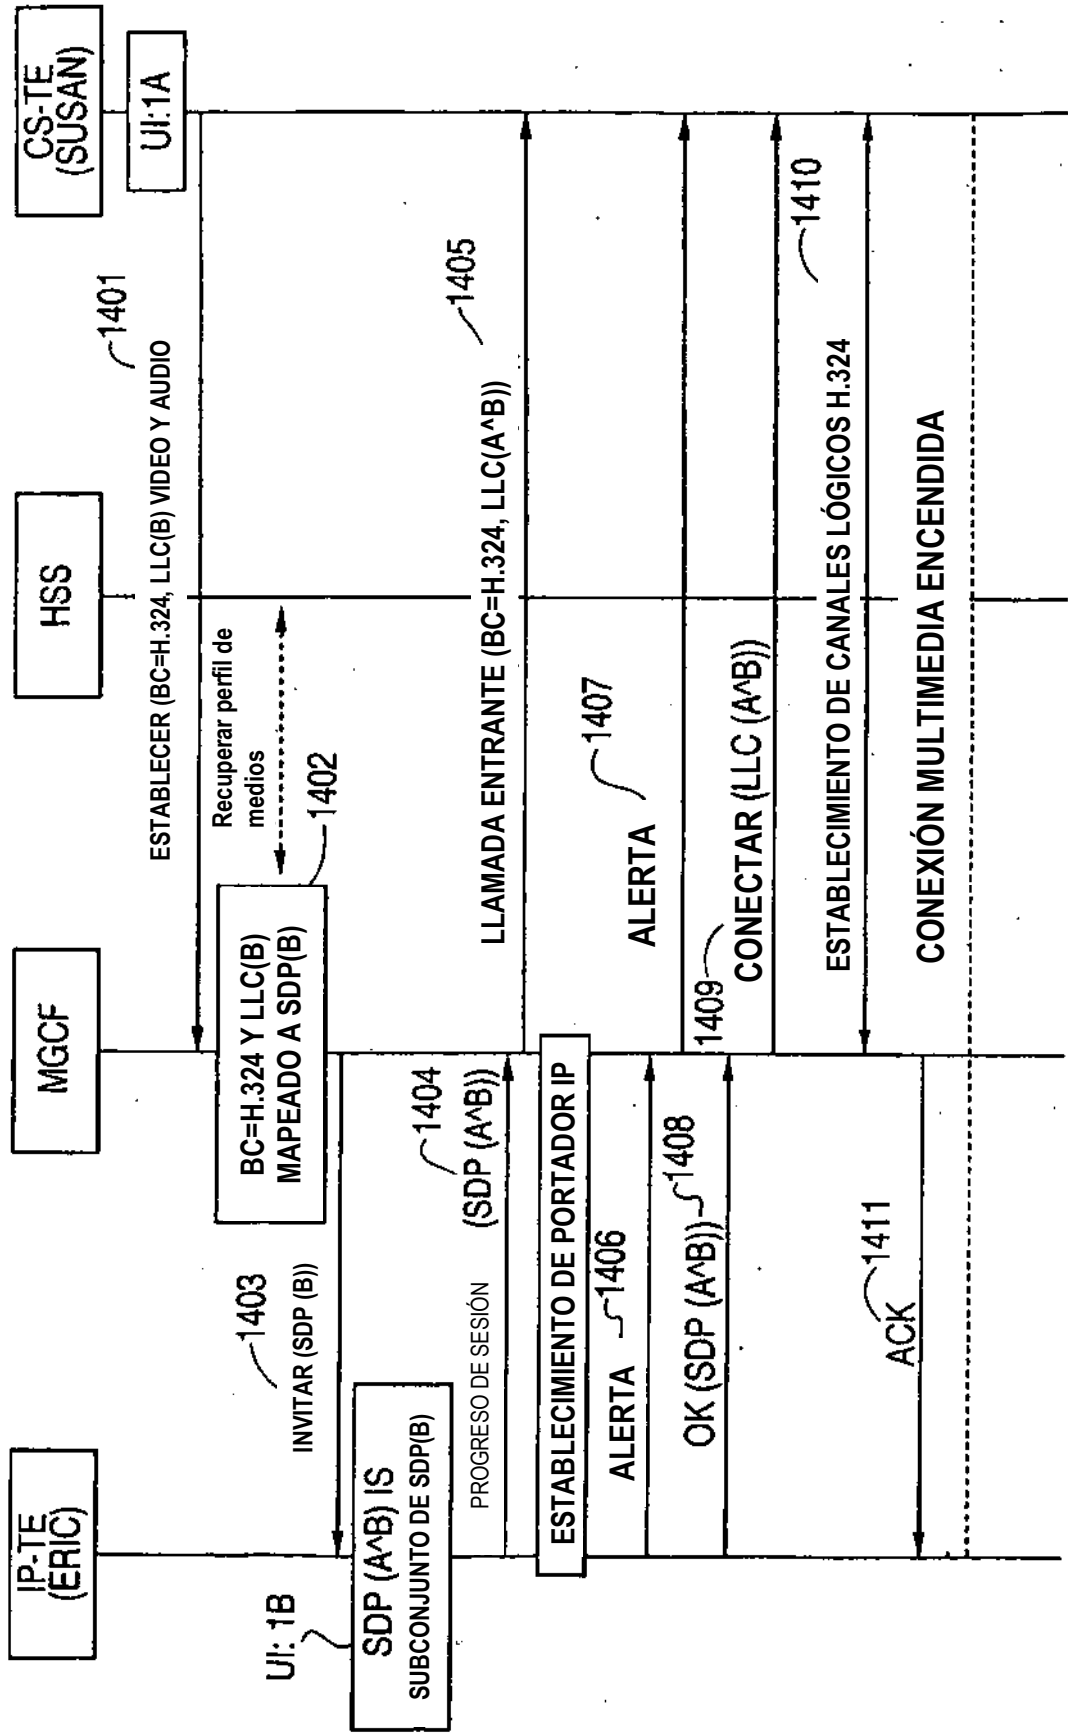 IP-TE
(ERIC)
MGCF
HSS
CS-TE
(SUSAN)
UI:1A
1401
ESTABLECER (BC=H.324, LLC(B) VIDEO Y AUDIO
Recuperar perfil de
medios
1402
BC=H.324 Y LLC(B)
MAPEADO A SDP(B)
1403
INVITAR (SDP (B))
UI: 1B
SDP (A^B) IS
SUBCONJUNTO DE SDP(B)
PROGRESO DE SESIÓN
1404
(SDP (A^B))
1405
LLAMADA ENTRANTE (BC=H.324, LLC(A^B))
ESTABLECIMIENTO DE PORTADOR IP
ALERTA
1406
1407
ALERTA
OK (SDP (A^B))
1408
1409
CONECTAR (LLC (A^B))
1410
ESTABLECIMIENTO DE CANALES LÓGICOS H.324
1411
ACK
CONEXIÓN MULTIMEDIA ENCENDIDA